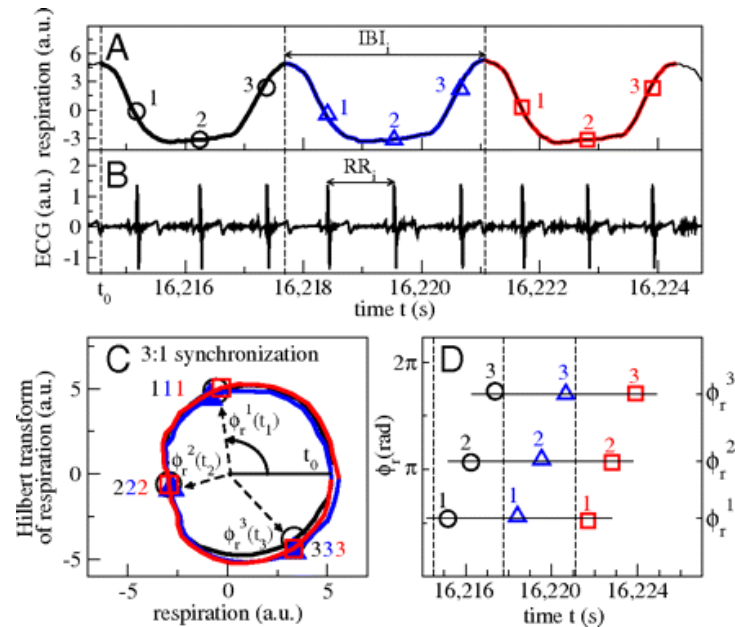 A
respiration (a.u.)
6
3
0
-3
IBI_i
1
2
3
1
2
3
1
2
3
B
ECG (a.u.)
2
1
0
-1
RR_i
t_0
16,216
16,218
16,220
16,222
16,224
time t (s)
C
3:1 synchronization
Hilbert transform
of respiration (a.u.)
5
0
-5
111
222
333
ϕ_r^1(t_1)
ϕ_r^2(t_2)
ϕ_r^3(t_3)
t_0
-5
0
5
respiration (a.u.)
D
ϕ_r(rad)
2π
π
3
3
3
ϕ_r^3
2
2
2
ϕ_r^2
1
1
1
ϕ_r^1
16,216
16,220
16,224
time t (s)